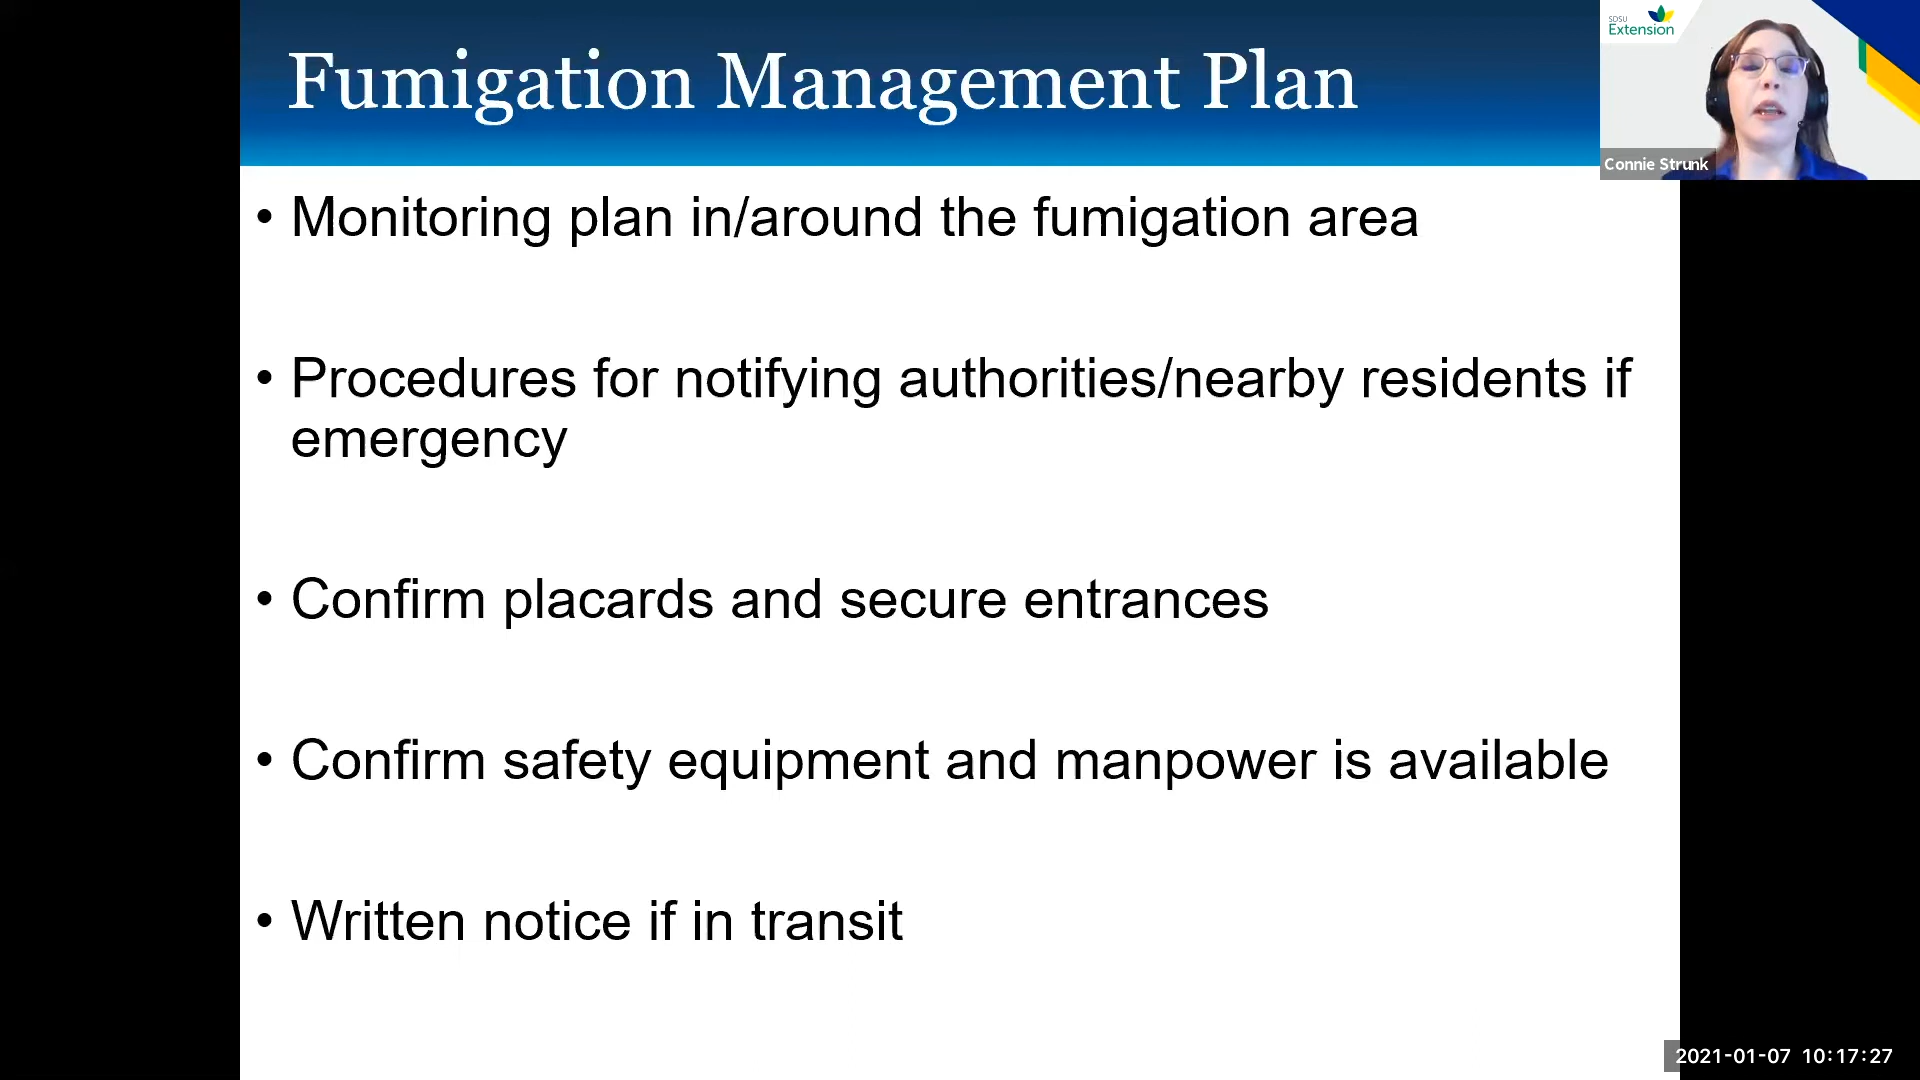 Fumigation Management Plan
SDSU
Extension
Connie Strunk
• Monitoring plan in/around the fumigation area
• Procedures for notifying authorities/nearby residents if
emergency
• Confirm placards and secure entrances
• Confirm safety equipment and manpower is available
• Written notice if in transit
2021-01-07 10:17:27